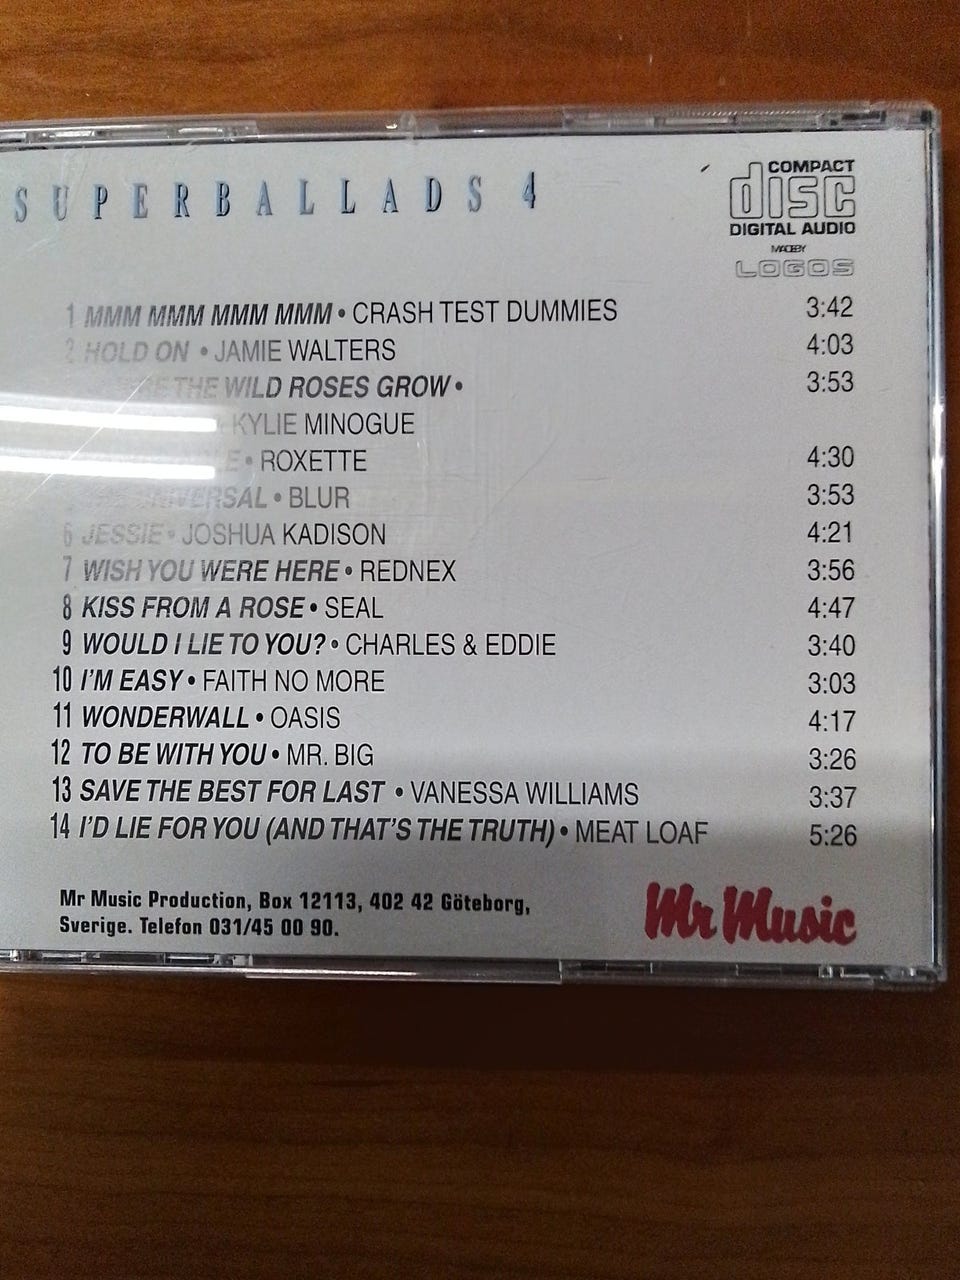 SUPERBALLADS 4
COMPACT
disc
DIGITAL AUDIO
MADE BY
LOGOS
1 MMM MMM MMM MMM • CRASH TEST DUMMIES 3:42
2 HOLD ON • JAMIE WALTERS 4:03
THE WILD ROSES GROW • 3:53
KYLIE MINOGUE
• ROXETTE 4:30
UNIVERSAL • BLUR 3:53
6 JESSIE • JOSHUA KADISON 4:21
7 WISH YOU WERE HERE • REDNEX 3:56
8 KISS FROM A ROSE • SEAL 4:47
9 WOULD I LIE TO YOU? • CHARLES & EDDIE 3:40
10 I'M EASY • FAITH NO MORE 3:03
11 WONDERWALL • OASIS 4:17
12 TO BE WITH YOU • MR. BIG 3:26
13 SAVE THE BEST FOR LAST • VANESSA WILLIAMS 3:37
14 I'D LIE FOR YOU (AND THAT'S THE TRUTH) • MEAT LOAF 5:26
Mr Music Production, Box 12113, 402 42 Göteborg,
Sverige. Telefon 031/45 00 90.
Mr Music